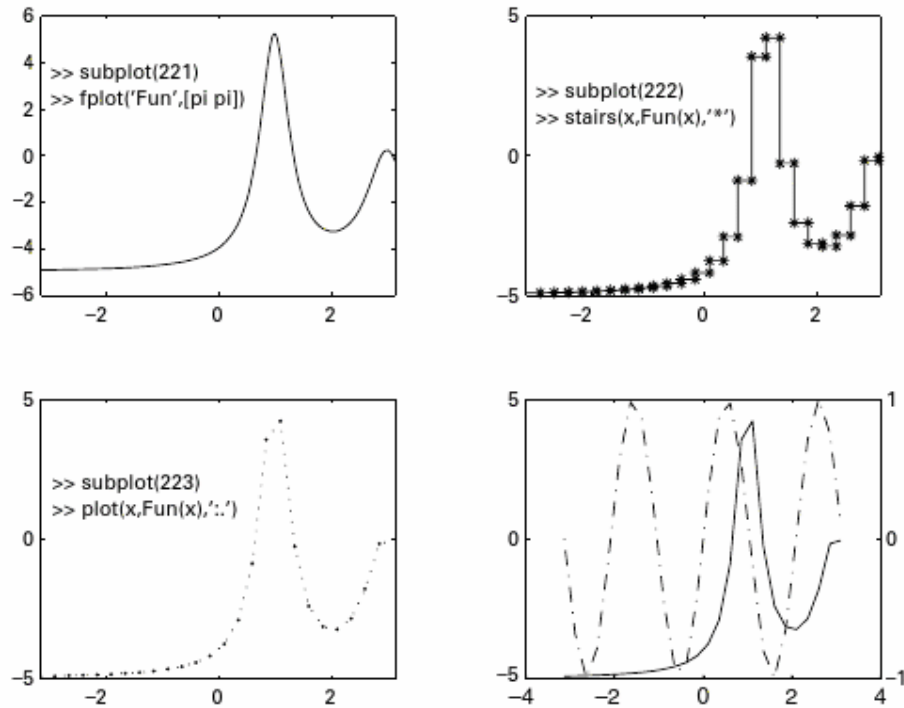 6
4
2
0
−2
−4
−6
>> subplot(221)
>> fplot('Fun',[pi pi])
−2 0 2
5
0
−5
>> subplot(222)
>> stairs(x,Fun(x),'*')
−2 0 2
5
0
−5
>> subplot(223)
>> plot(x,Fun(x),':.')
−2 0 2
5
0
−5
1
0
−1
−4 −2 0 2 4